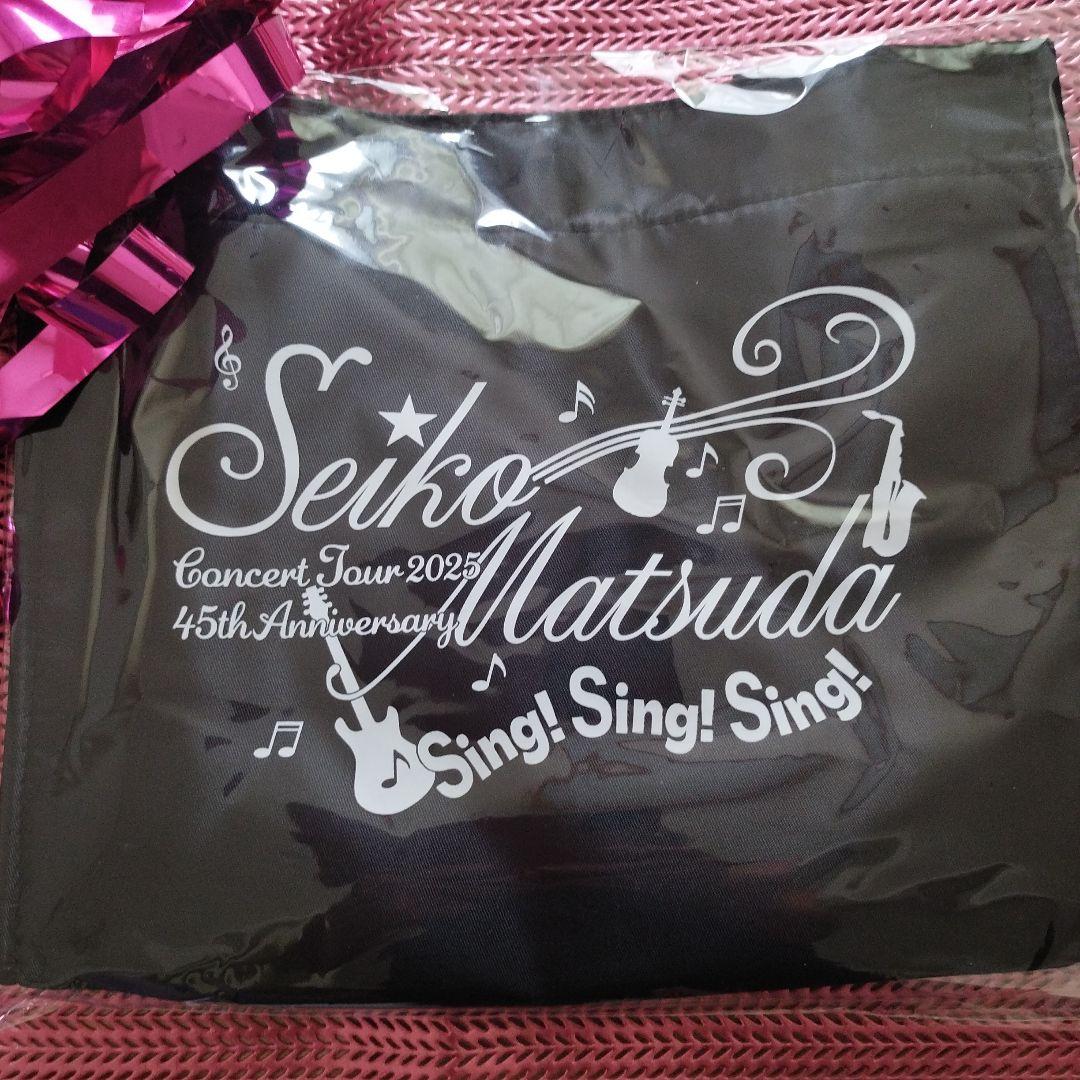 Seiko
Matsuda
Concert Tour 2025
45th Anniversary
Sing! Sing! Sing!